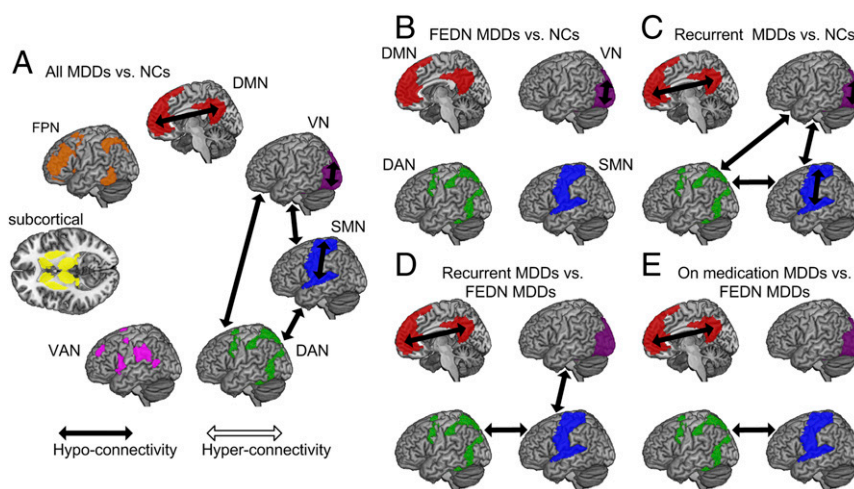 A
All MDDs vs. NCs
DMN
FPN
VN
subcortical
SMN
VAN
DAN
Hypo-connectivity
Hyper-connectivity
B
FEDN MDDs vs. NCs
DMN
VN
DAN
SMN
C
Recurrent MDDs vs. NCs
D
Recurrent MDDs vs.
FEDN MDDs
E
On medication MDDs vs.
FEDN MDDs